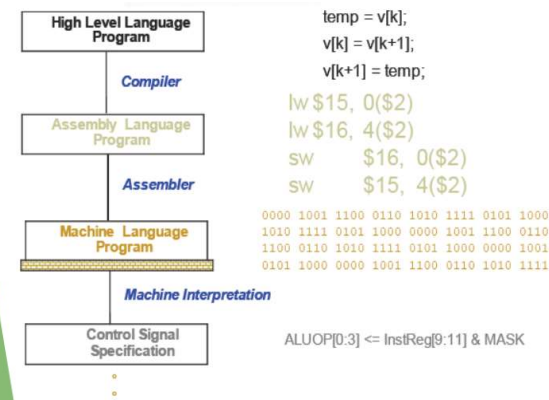 High Level Language
Program
temp = v[k];
v[k] = v[k+1];
v[k+1] = temp;
Compiler
Assembly Language
Program
lw $15, 0($2)
lw $16, 4($2)
sw $16, 0($2)
sw $15, 4($2)
Assembler
Machine Language
Program
0000 1001 1100 0110 1010 1111 0101 1000
1010 1111 0101 1000 0000 1001 1100 0110
1100 0110 1010 1111 0101 1000 0000 1001
0101 1000 0000 1001 1100 0110 1010 1111
Machine Interpretation
Control Signal
Specification
ALUOP[0:3] <= InstReg[9:11] & MASK